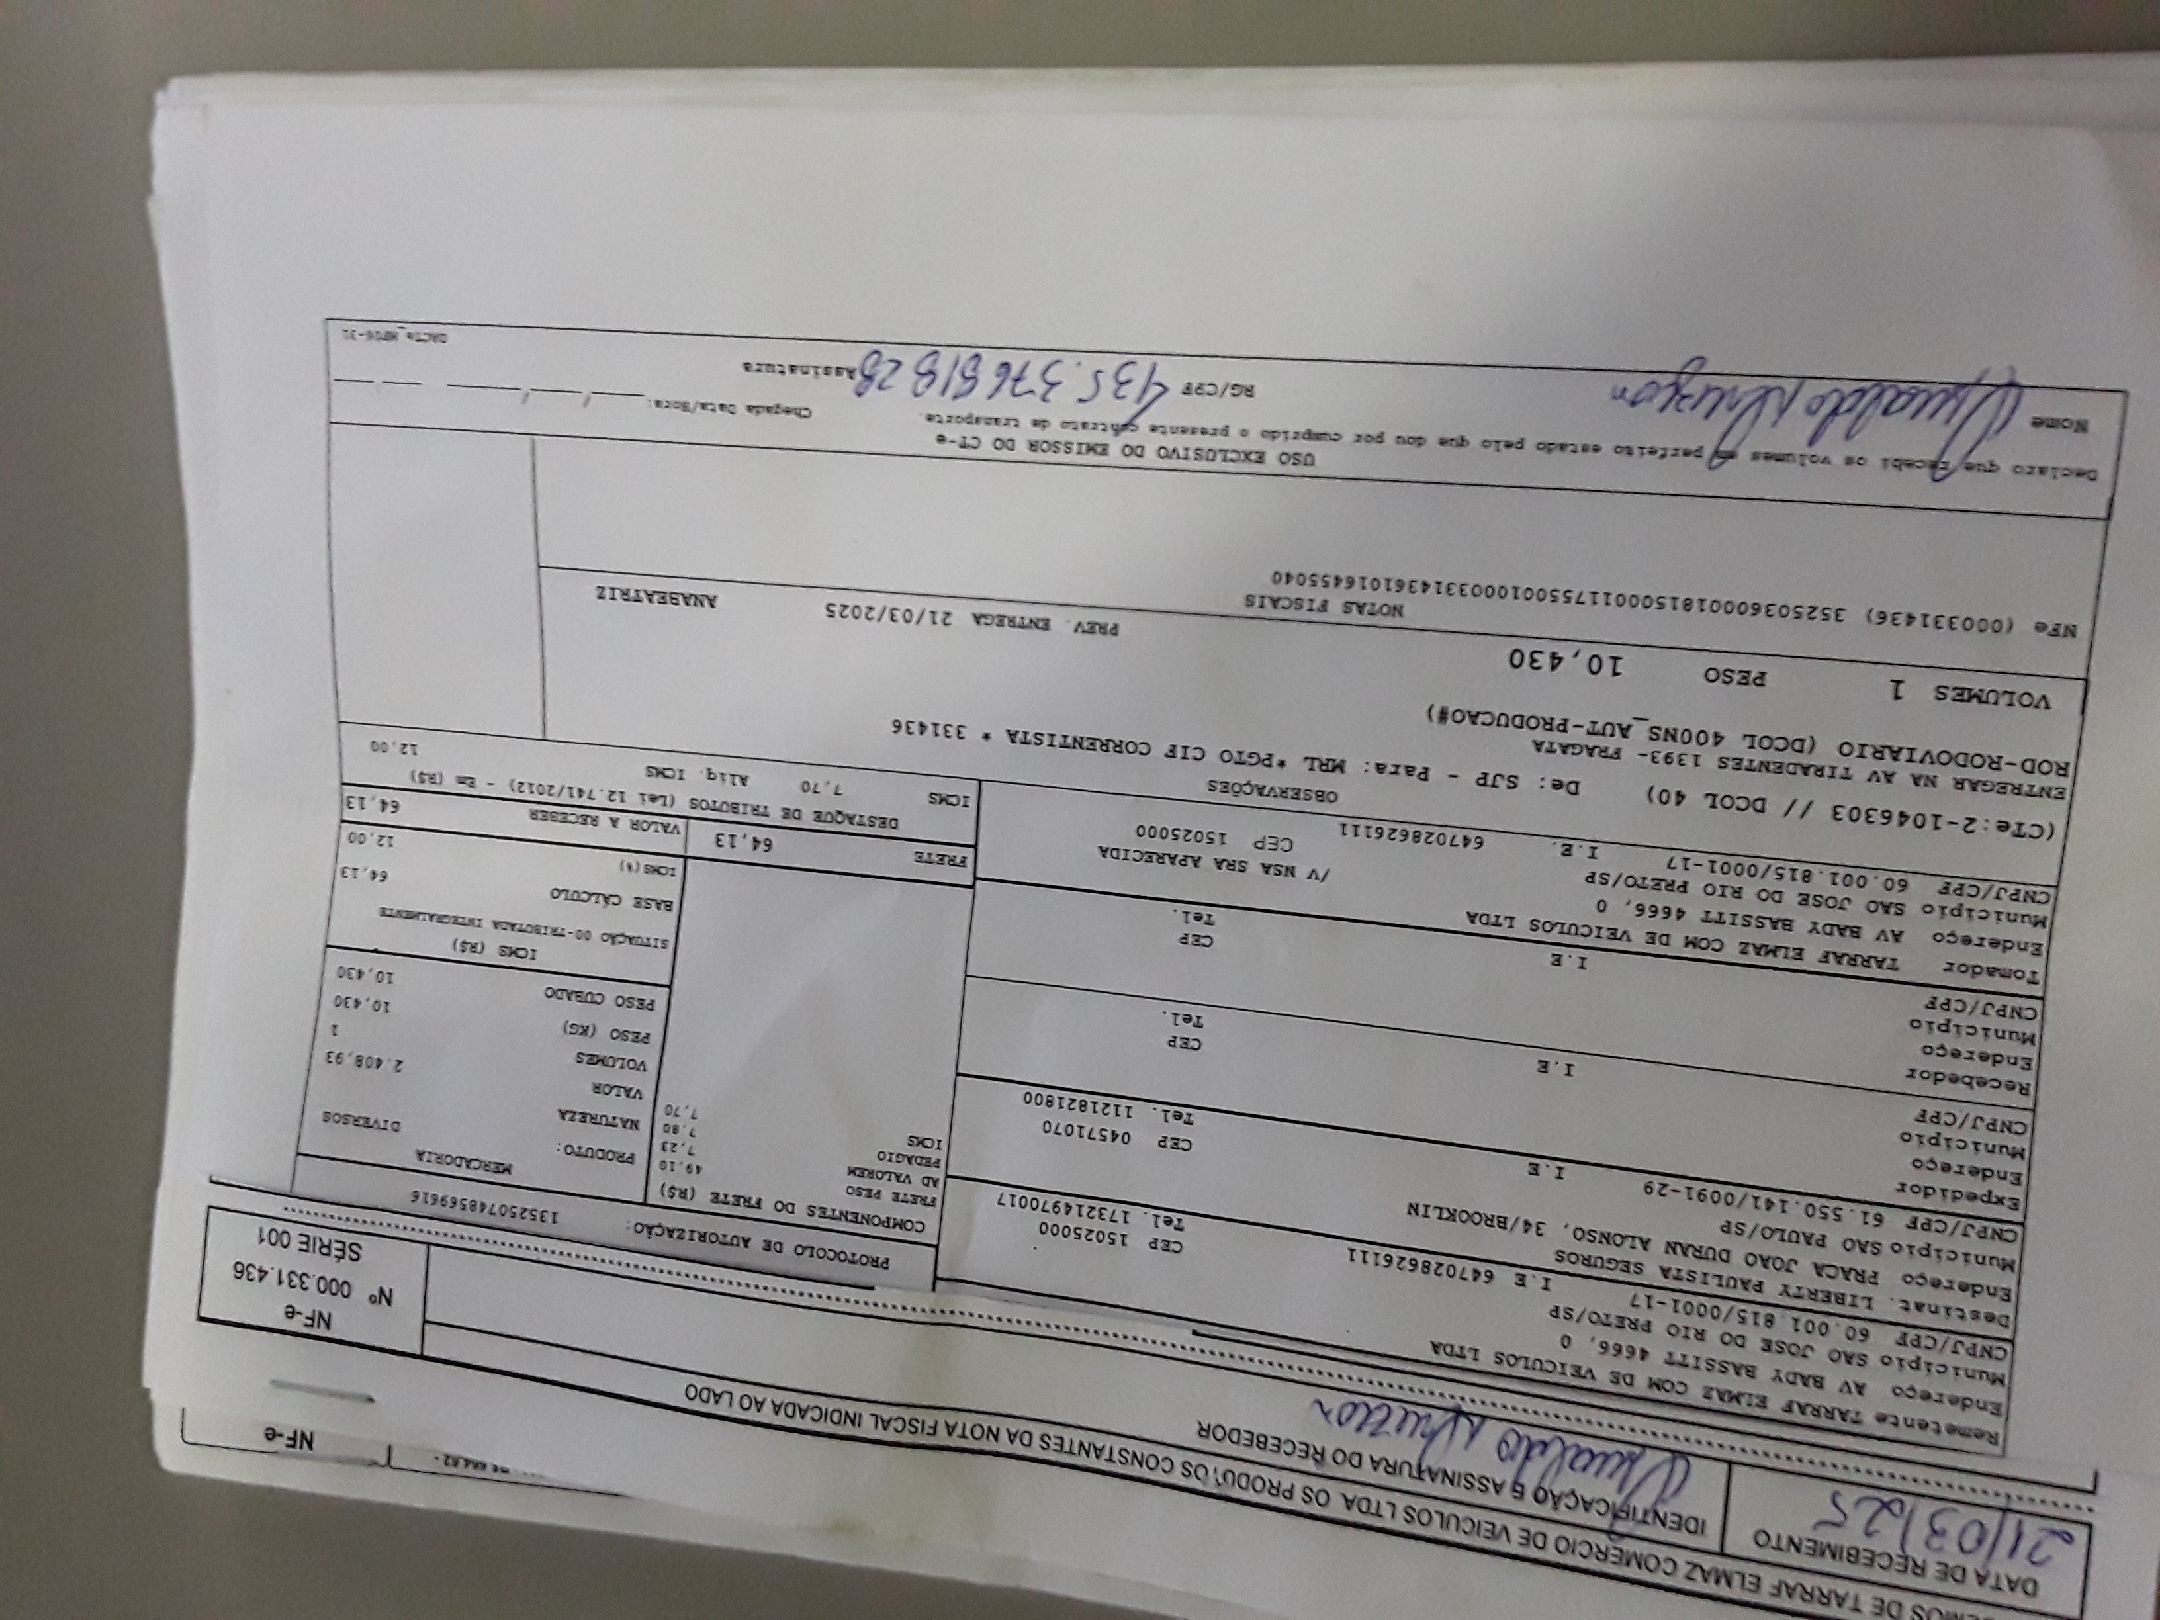 EMOS DE TARRAF ELMAZ COMERCIO DE VEICULOS LTDA OS PRODUTOS CONSTANTES DA NOTA FISCAL INDICADA AO LADO
NF-e
DATA DE RECEBIMENTO
21/03/25
IDENTIFICAÇÃO E ASSINATURA DO RECEBEDOR
NF-e
Nº 000.331.436
SÉRIE 001
Remetente TARRAF ELMAZ COM DE VEICULOS LTDA
Endereço AV BADY BASSITT 4666, 0
Município SAO JOSE DO RIO PRETO/SP CEP 15025000
CNPJ/CPF 60.001.815/0001-17 I.E 647028626111 Tel. 173214970017
Destinat. LIBERTY PAULISTA SEGUROS
Endereço PRACA JOAO DURAN ALONSO, 34/BROOKLIN
Município SAO PAULO/SP CEP 04571070
CNPJ/CPF 61.550.141/0091-29 I.E Tel. 1121821800
Expedidor
Endereço
Município CEP
CNPJ/CPF I.E Tel.
Recebedor
Endereço
Município CEP
CNPJ/CPF I.E Tel.
Tomador TARRAF ELMAZ COM DE VEICULOS LTDA
Endereço AV BADY BASSITT 4666, 0 /V NSA SRA APARECIDA
Município SAO JOSE DO RIO PRETO/SP CEP 15025000
CNPJ/CPF 60.001.815/0001-17 I.E. 647028626111
PROTOCOLO DE AUTORIZAÇÃO: 135250748569616
COMPONENTES DO FRETE (R$)
FRETE PESO 49,10
AD VALOREM 7,23
PEDAGIO 7,80
ICMS 7,70
FRETE 64,13
MERCADORIA
PRODUTO: DIVERSOS
NATUREZA
VALOR 2.408,93
VOLUMES 1
PESO (KG) 10,430
PESO CUBADO 10,430
ICMS (R$)
SITUAÇÃO 00-TRIBUTADA INTEGRALMENTE
BASE CÁLCULO 64,13
ICMS(%) 12,00
VALOR A RECEBER 64,13
DESTAQUE DE TRIBUTOS (Lei 12.741/2012) - Em (R$)
ICMS 7,70 Aliq. ICMS 12,00
OBSERVAÇÕES
(CTe:2-1046303 // DCOL 40) De: SJP - Para: MRL *PGTO CIF CORRENTISTA * 331436
ENTREGAR NA AV TIRADENTES 1393- FRAGATA
ROD-RODOVIARIO (DCOL 400NS_AUT-PRODUCAO#)
VOLUMES 1 PESO 10,430 PREV. ENTREGA 21/03/2025 ANABEATRIZ
NOTAS FISCAIS
NFe (000331436) 35250360001815000117550010003314361016455040
USO EXCLUSIVO DO EMISSOR DO CT-e
Declaro que recebi os volumes em perfeito estado pelo que dou por cumprido o presente contrato de transporte. Chegada Data/Hora: / /
Nome RG/CPF 435.376818 28 Assinatura